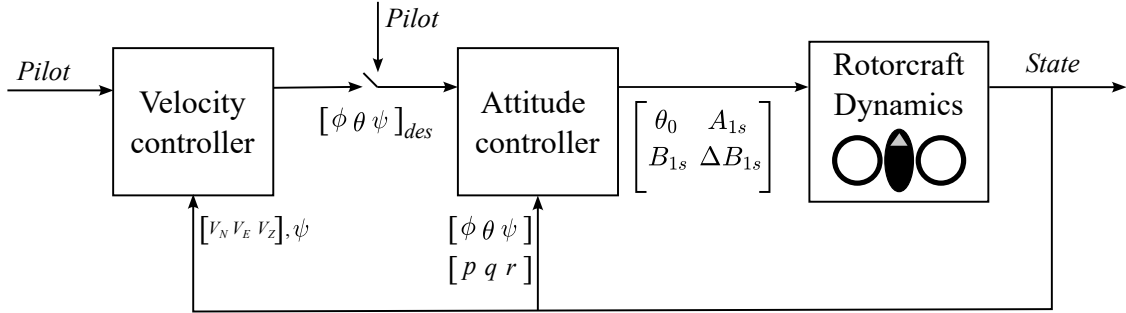 Pilot
Velocity
controller
Pilot
[ϕ θ ψ]des
Attitude
controller
θ0 A1s
B1s ΔB1s
Rotorcraft
Dynamics
State
[VN VE VZ], ψ
[ϕ θ ψ]
[p q r]